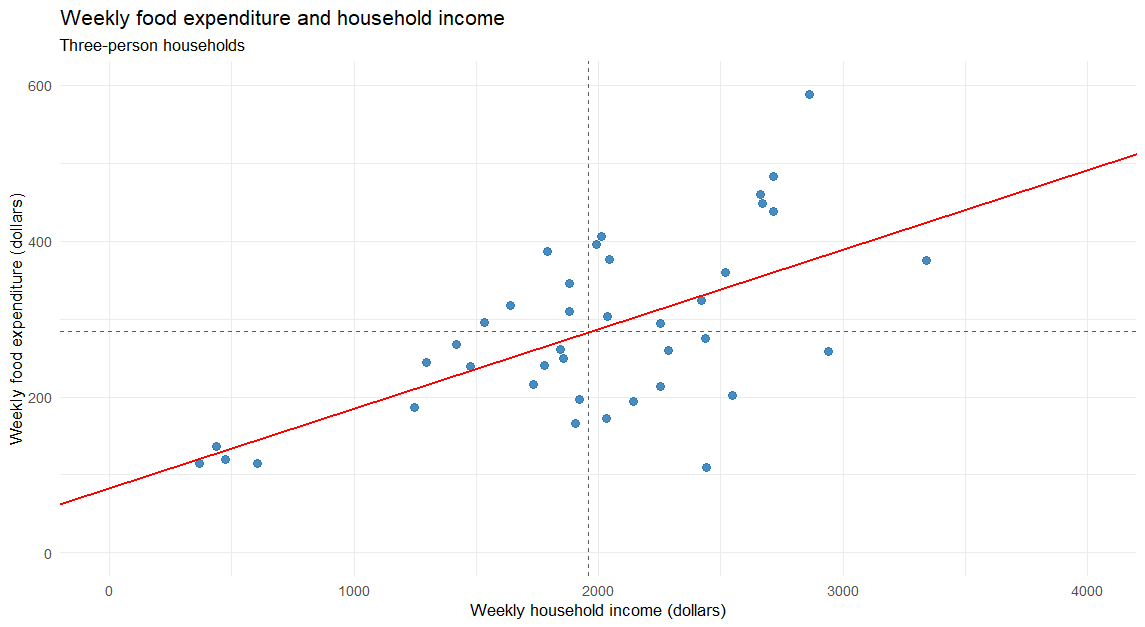 Weekly food expenditure and household income
Three-person households
Weekly food expenditure (dollars)
600
400
200
0
0 1000 2000 3000 4000
Weekly household income (dollars)